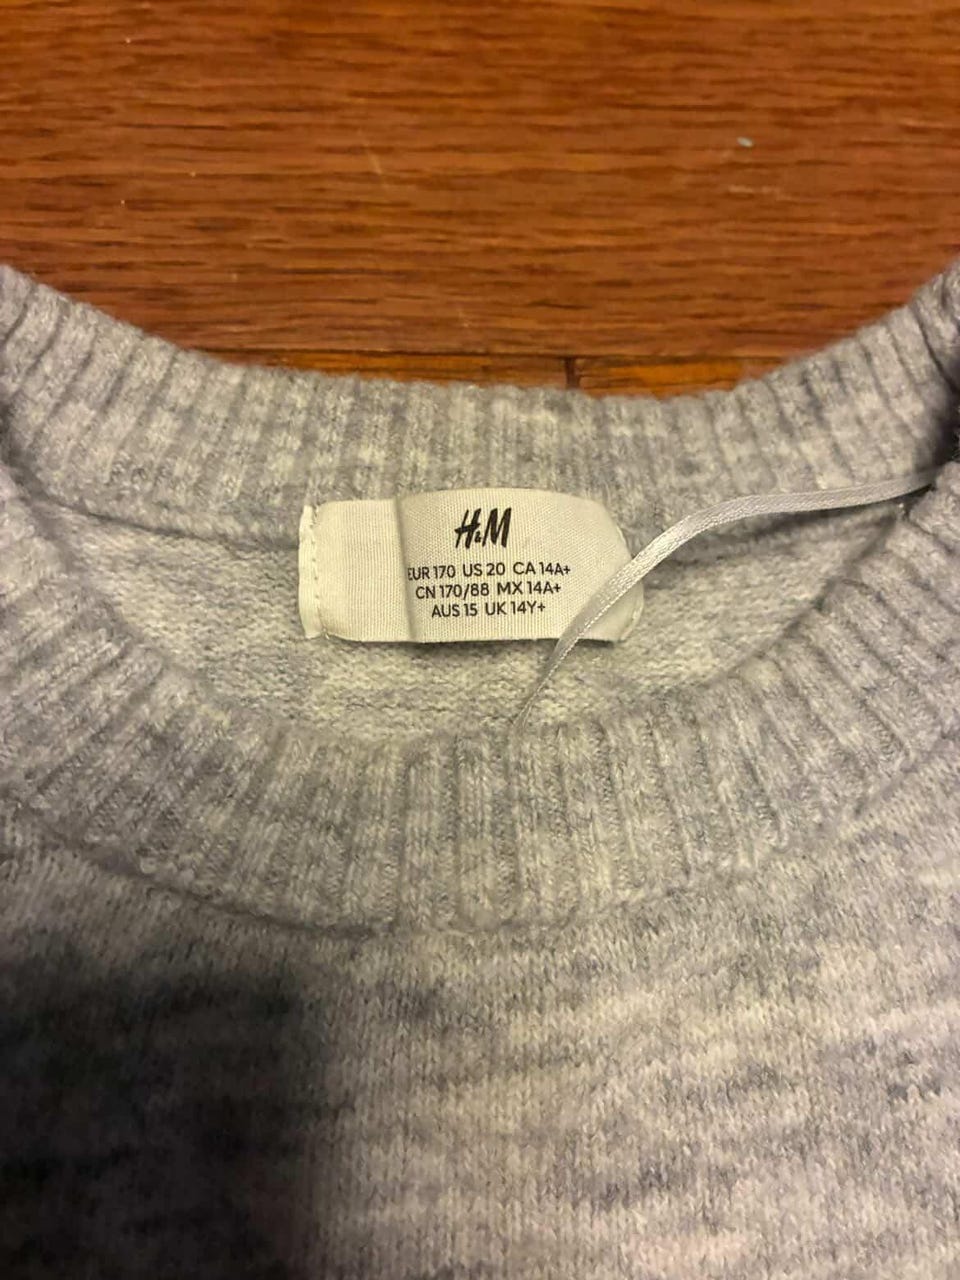 H&M
EUR 170 US 20 CA 14A+
CN 170/88 MX 14A+
AUS 15 UK 14Y+